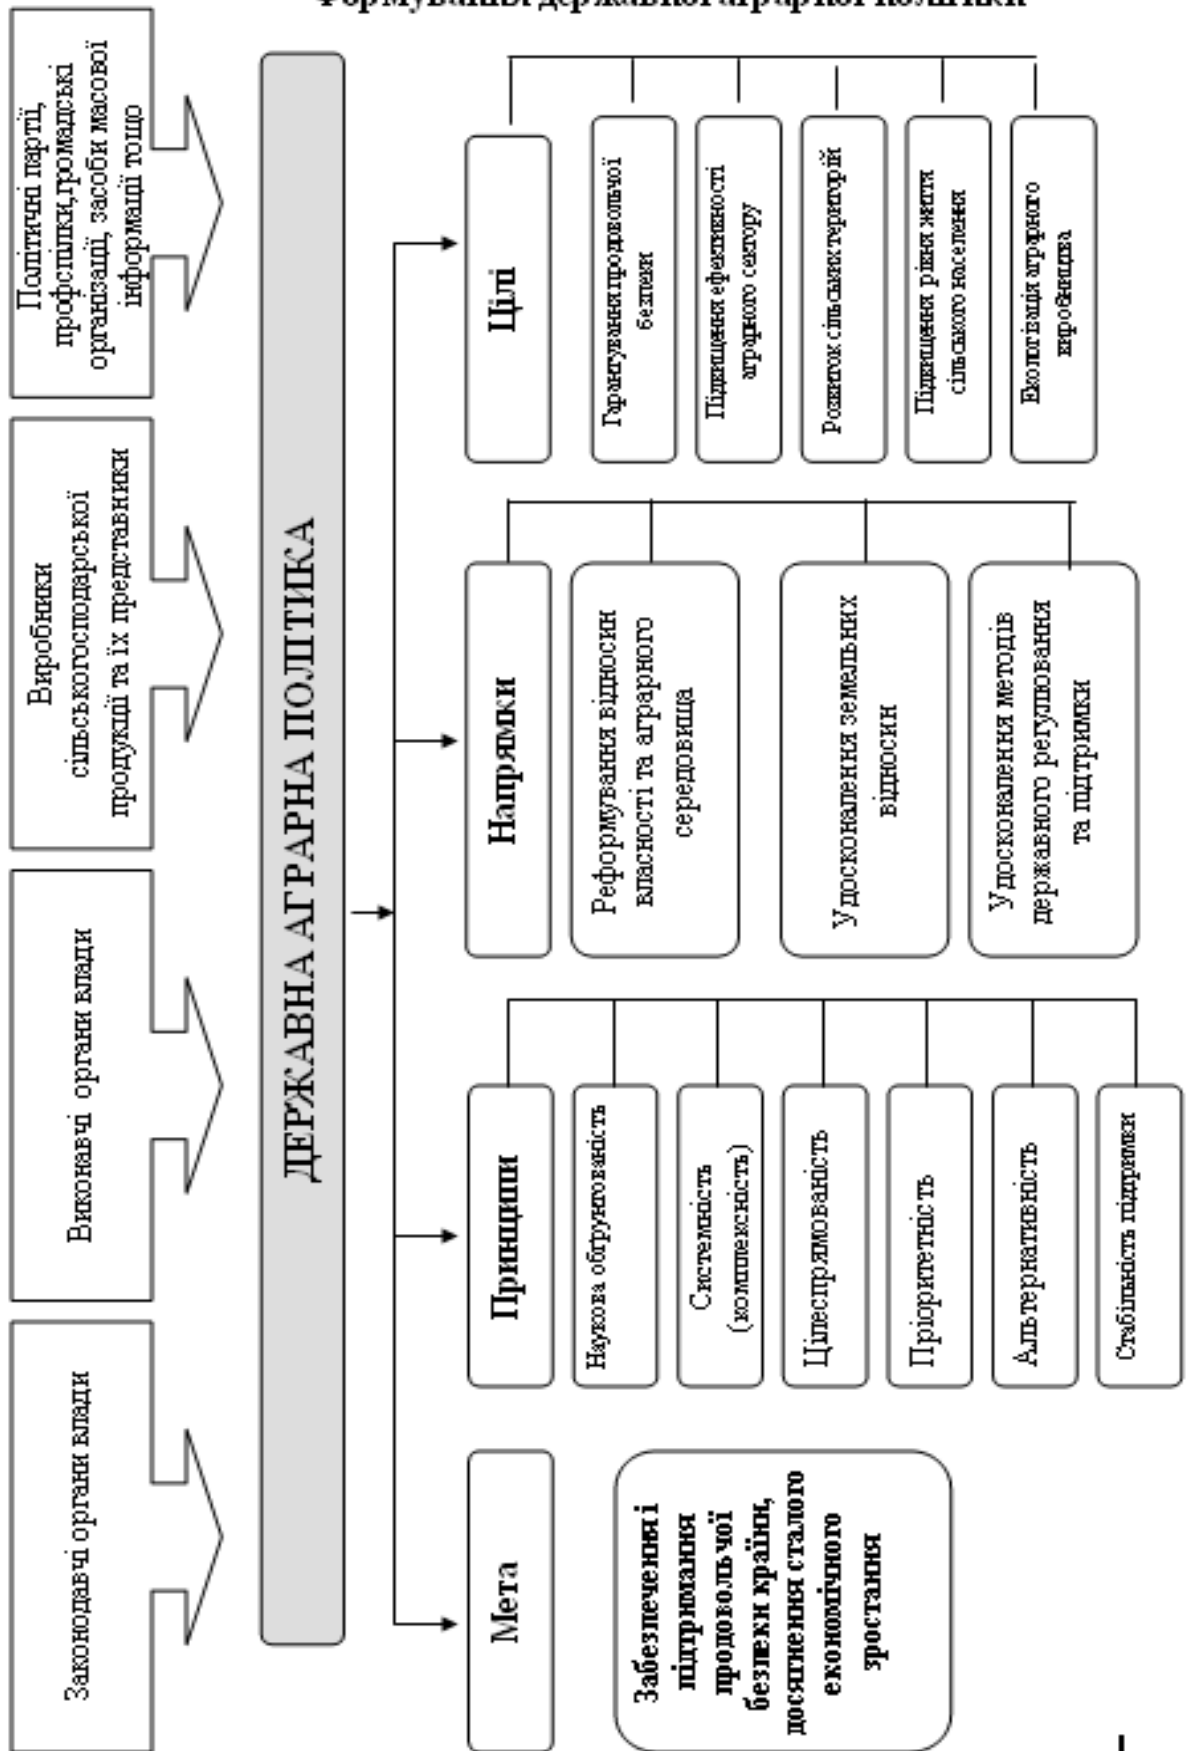 Формування державної аграрної політики
Законодавчі органи влади
Виконавчі органи влади
Виробники
сільськогосподарської
продукції та їх представники
Політичні партії,
профспілки,громадські
організації, засоби масової
інформації тощо
ДЕРЖАВНА АГРАРНА ПОЛІТИКА
Мета
Забезпечення і
підтримання
продовольчої
безпеки країни,
досягнення сталого
економічного
зростання
Принципи
Наукова обґрунтованість
Системність
(комплексність)
Цілеспрямованість
Пріоритетність
Альтернативність
Стабільність підтримки
Напрямки
Реформування відносин
власності та аграрного
середовища
Удосконалення земельних
відносин
Удосконалення методів
державного регулювання
та підтримки
Цілі
Гарантування продовольчої
безпеки
Підвищення ефективності
аграрного сектору
Розвиток сільських територій
Підвищення рівня життя
сільського населення
Екологізація аграрного
виробництва